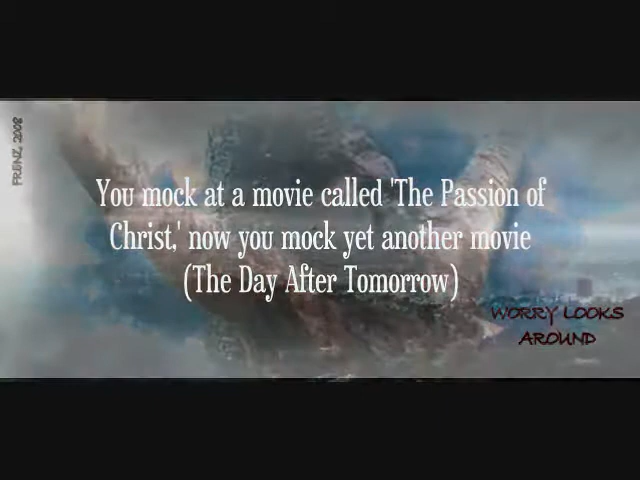 FRENZ, 2008
You mock at a movie called 'The Passion of
Christ,' now you mock yet another movie
(The Day After Tomorrow)
WORRY LOOKS
AROUND